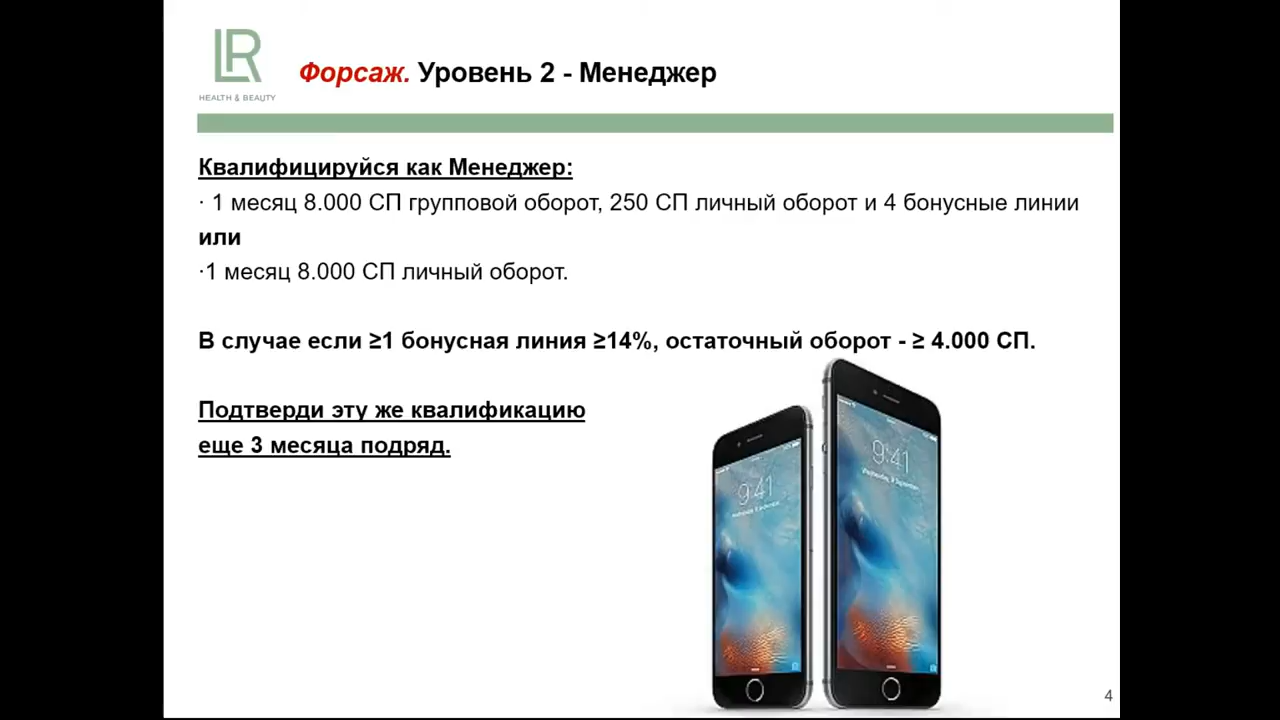 LR
HEALTH & BEAUTY
Форсаж. Уровень 2 - Менеджер
Квалифицируйся как Менеджер:
· 1 месяц 8.000 СП групповой оборот, 250 СП личный оборот и 4 бонусные линии
или
·1 месяц 8.000 СП личный оборот.
В случае если ≥1 бонусная линия ≥14%, остаточный оборот - ≥ 4.000 СП.
Подтверди эту же квалификацию
еще 3 месяца подряд.
9:41
9:41
4